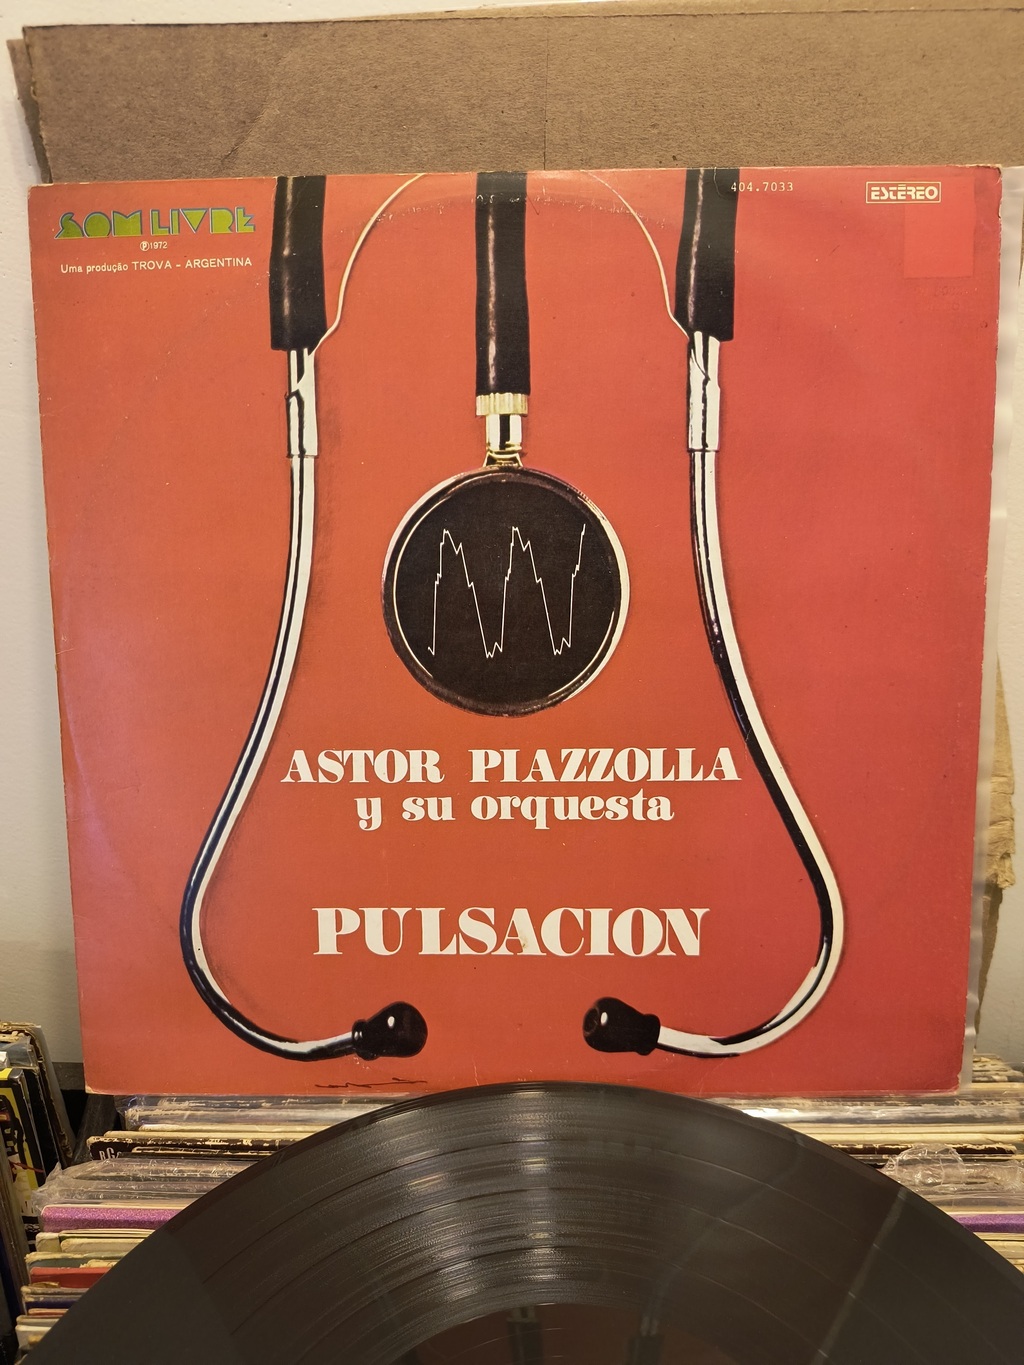 SOM LIVRE
℗1972
Uma produção TROVA - ARGENTINA
404.7033
ESTÉREO
ASTOR PIAZZOLLA
y su orquesta
PULSACION